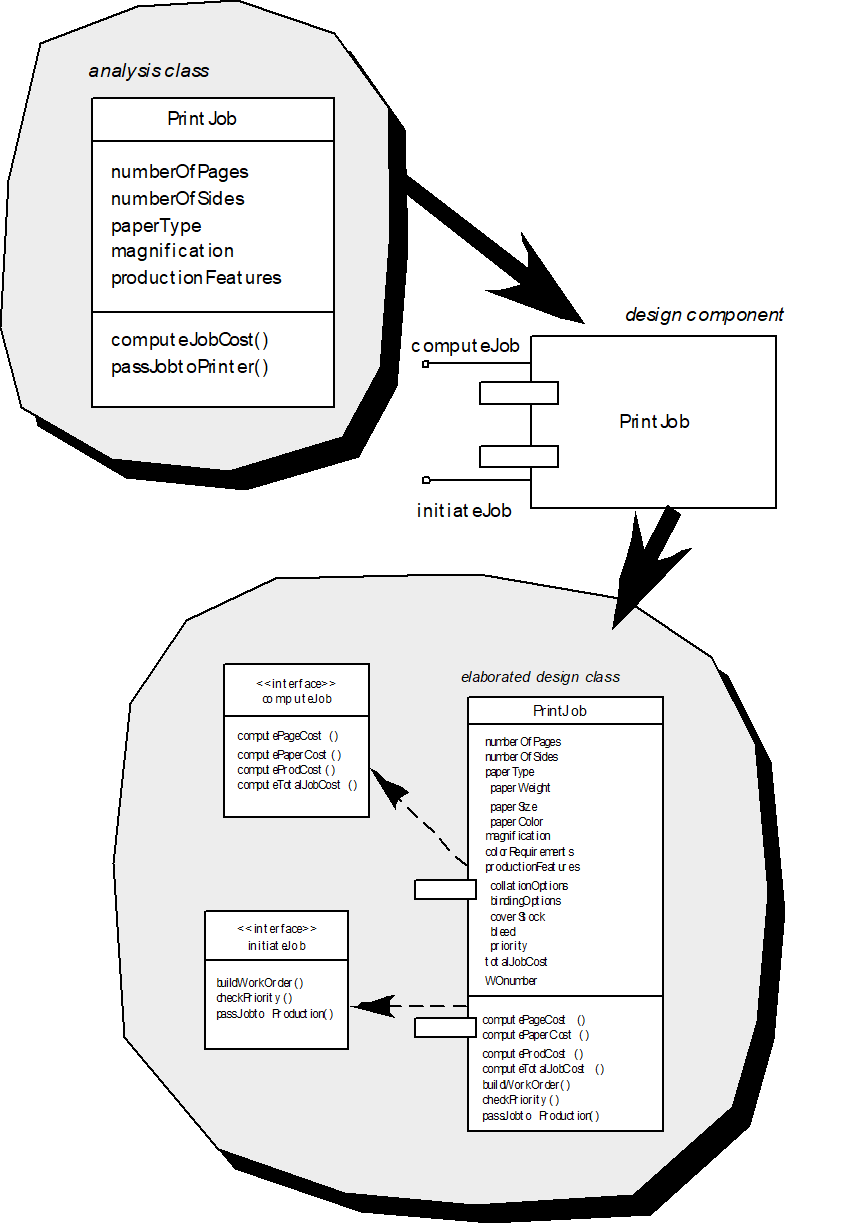 analysis class
PrintJob
numberOfPages
numberOfSides
paperType
magnification
productionFeatures
computeJobCost()
passJobtoPrinter()
design component
computeJob
PrintJob
initiateJob
elaborated design class
PrintJob
numberOfPages
numberOfSides
paperType
paperWeight
paperSize
paperColor
magnification
colorRequirements
productionFeatures
collationOptions
bindingOptions
coverStock
bleed
priority
totalJobCost
WOnumber
computePageCost ()
computePaperCost ()
computeProdCost ()
computeTotalJobCost ()
buildWorkOrder()
checkPriority()
passJobto Production()
<<interface>>
computeJob
computePageCost ()
computePaperCost()
computeProdCost()
computeTotalJobCost ()
<<interface>>
initiateJob
buildWorkOrder()
checkPriority()
passJobto Production()